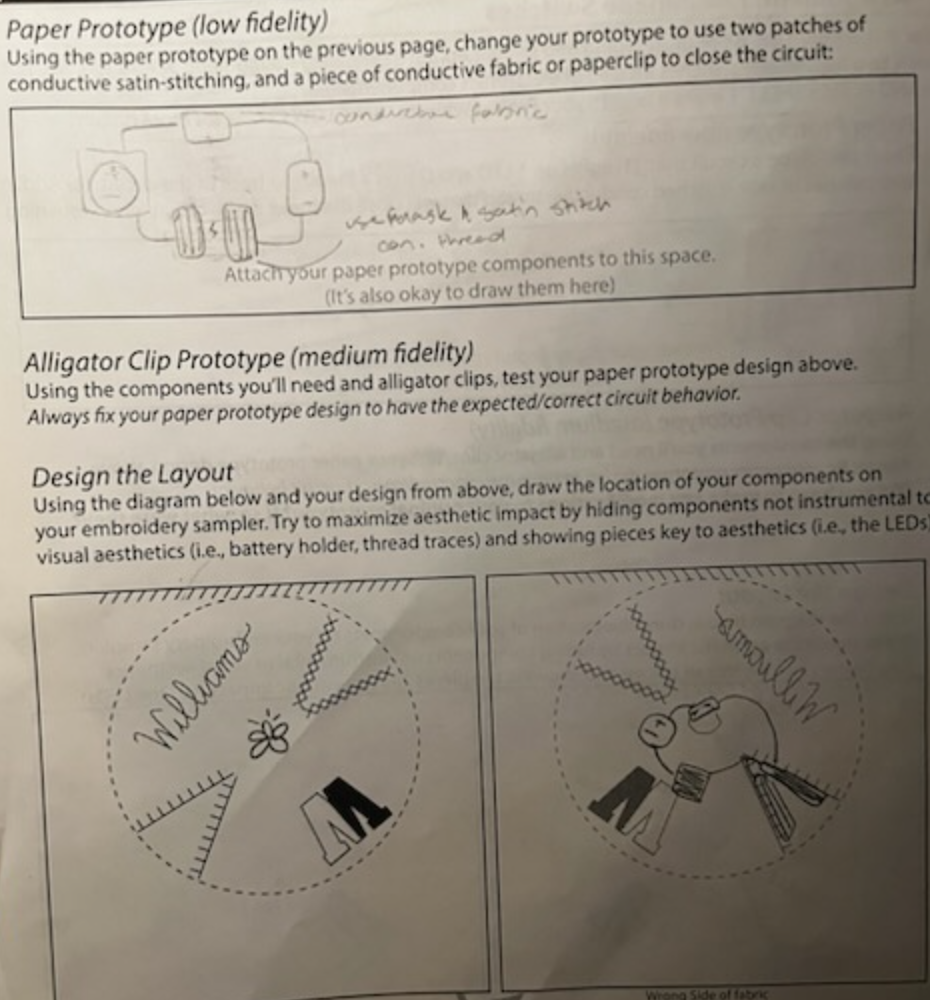 Paper Prototype (low fidelity)
Using the paper prototype on the previous page, change your prototype to use two patches of
conductive satin-stitching, and a piece of conductive fabric or paperclip to close the circuit:
conductive fabric
satin stitch
con. thread
Attach your paper prototype components to this space.
(It's also okay to draw them here)
Alligator Clip Prototype (medium fidelity)
Using the components you'll need and alligator clips, test your paper prototype design above.
Always fix your paper prototype design to have the expected/correct circuit behavior.
Design the Layout
Using the diagram below and your design from above, draw the location of your components on
your embroidery sampler. Try to maximize aesthetic impact by hiding components not instrumental to
visual aesthetics (i.e., battery holder, thread traces) and showing pieces key to aesthetics (i.e., the LEDs
Williams
W
Williams
W
Wrong Side of fabric